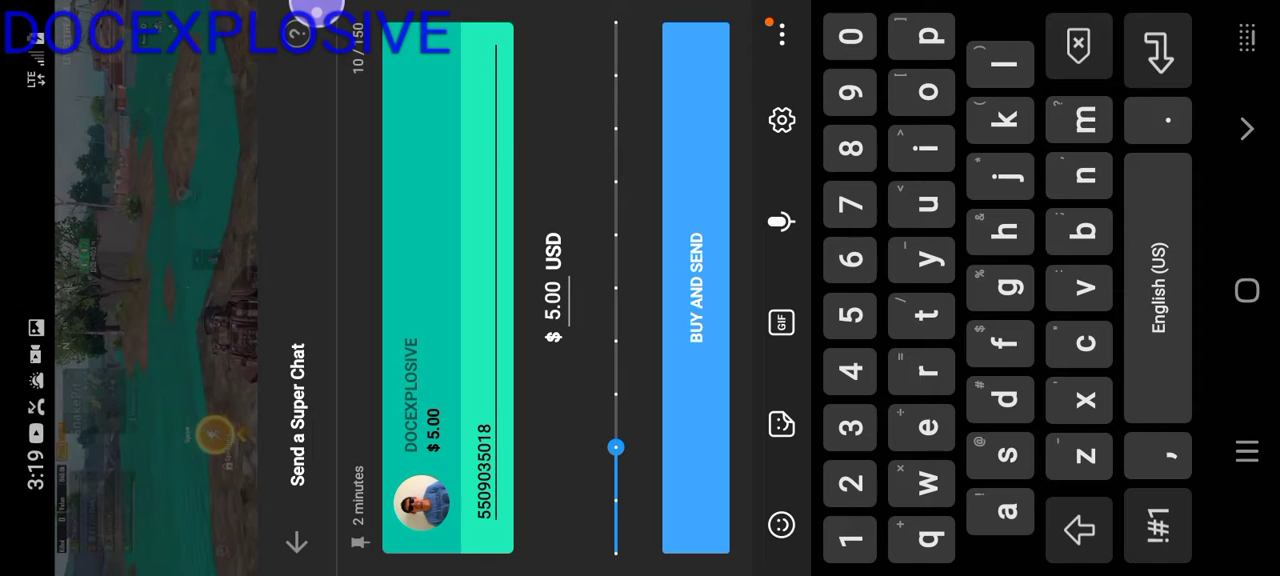 DOCEXPLOSIVE
3:19
LTE
Send a Super Chat
2 minutes
10 / 150
DOCEXPLOSIVE
$ 5.00
5509035018
$ 5.00 USD
BUY AND SEND
GIF
1 2 3 4 5 6 7 8 9 0
q w e r t y u i o p
a s d f g h j k l
z x c v b n m
!#1 , English (US) .